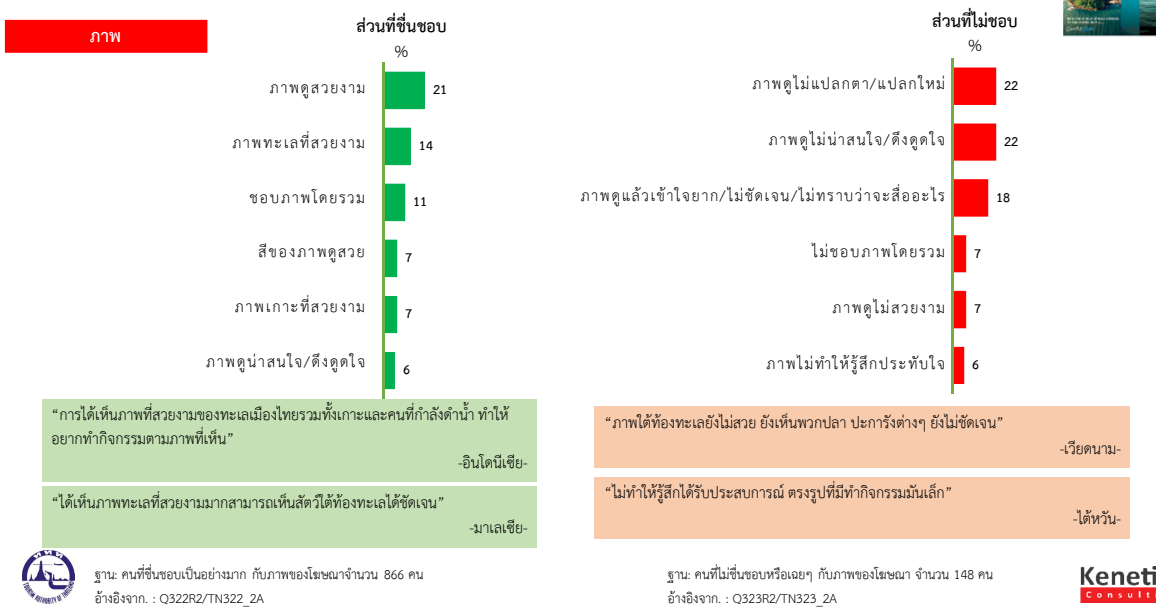 ภาพ
ส่วนที่ชื่นชอบ
%
ภาพดูสวยงาม 21
ภาพทะเลที่สวยงาม 14
ชอบภาพโดยรวม 11
สีของภาพดูสวย 7
ภาพเกาะที่สวยงาม 7
ภาพดูน่าสนใจ/ดึงดูดใจ 6
“การได้เห็นภาพที่สวยงามของทะเลเมืองไทยรวมทั้งเกาะและคนที่กำลังดำน้ำ ทำให้
อยากทำกิจกรรมตามภาพที่เห็น”
-อินโดนีเซีย-
“ได้เห็นภาพทะเลที่สวยงามมากสามารถเห็นสัตว์ใต้ท้องทะเลได้ชัดเจน”
-มาเลเซีย-
ฐาน: คนที่ชื่นชอบเป็นอย่างมาก กับภาพของโฆษณาจำนวน 866 คน
อ้างอิงจาก. : Q322R2/TN322_2A
ส่วนที่ไม่ชอบ
%
ภาพดูไม่แปลกตา/แปลกใหม่ 22
ภาพดูไม่น่าสนใจ/ดึงดูดใจ 22
ภาพดูแล้วเข้าใจยาก/ไม่ชัดเจน/ไม่ทราบว่าจะสื่ออะไร 18
ไม่ชอบภาพโดยรวม 7
ภาพดูไม่สวยงาม 7
ภาพไม่ทำให้รู้สึกประทับใจ 6
“ภาพใต้ท้องทะเลยังไม่สวย ยังเห็นพวกปลา ปะการังต่างๆ ยังไม่ชัดเจน”
-เวียดนาม-
“ไม่ทำให้รู้สึกได้รับประสบการณ์ ตรงรูปที่มีทำกิจกรรมมันเล็ก”
-ไต้หวัน-
ฐาน: คนที่ไม่ชื่นชอบหรือเฉยๆ กับภาพของโฆษณา จำนวน 148 คน
อ้างอิงจาก. : Q323R2/TN323_2A
ททท
TOURISM AUTHORITY OF THAILAND
Keneti
Consulti